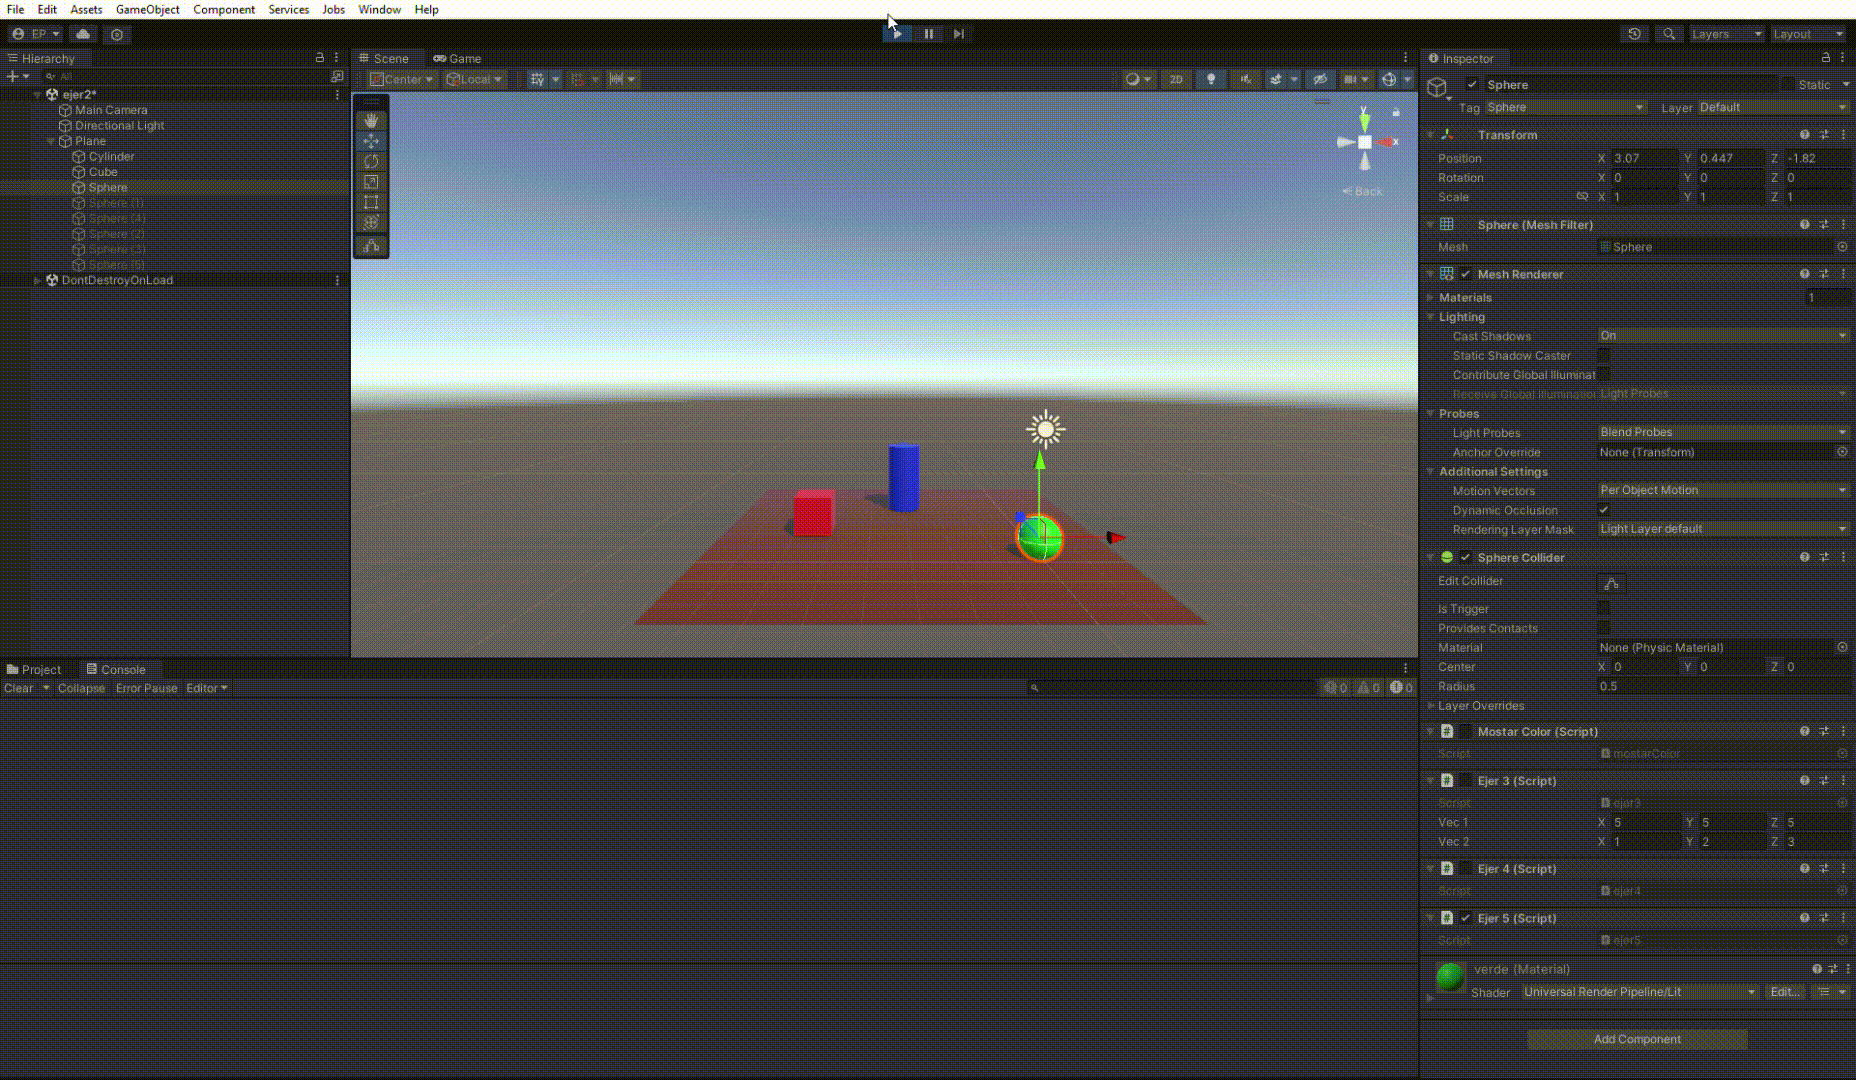 File Edit Assets GameObject Component Services Jobs Window Help
EP
Layers Layout
Hierarchy
All
ejer2*
Main Camera
Directional Light
Plane
Cylinder
Cube
Sphere
Sphere (1)
Sphere (4)
Sphere (2)
Sphere (3)
Sphere (5)
DontDestroyOnLoad
Scene Game
Center Local 2D
y
x
Back
Project Console
Clear Collapse Error Pause Editor 0 0 0
Inspector
Sphere Static
Tag Sphere Layer Default
Transform
Position X 3.07 Y 0.447 Z -1.82
Rotation X 0 Y 0 Z 0
Scale X 1 Y 1 Z 1
Sphere (Mesh Filter)
Mesh Sphere
Mesh Renderer
Materials 1
Lighting
Cast Shadows On
Static Shadow Caster
Contribute Global Illuminat
Receive Global Illumination Light Probes
Probes
Light Probes Blend Probes
Anchor Override None (Transform)
Additional Settings
Motion Vectors Per Object Motion
Dynamic Occlusion
Rendering Layer Mask Light Layer default
Sphere Collider
Edit Collider
Is Trigger
Provides Contacts
Material None (Physic Material)
Center X 0 Y 0 Z 0
Radius 0.5
Layer Overrides
Mostar Color (Script)
Script mostarColor
Ejer 3 (Script)
Script ejer3
Vec 1 X 5 Y 5 Z 5
Vec 2 X 1 Y 2 Z 3
Ejer 4 (Script)
Script ejer4
Ejer 5 (Script)
Script ejer5
verde (Material)
Shader Universal Render Pipeline/Lit Edit...
Add Component